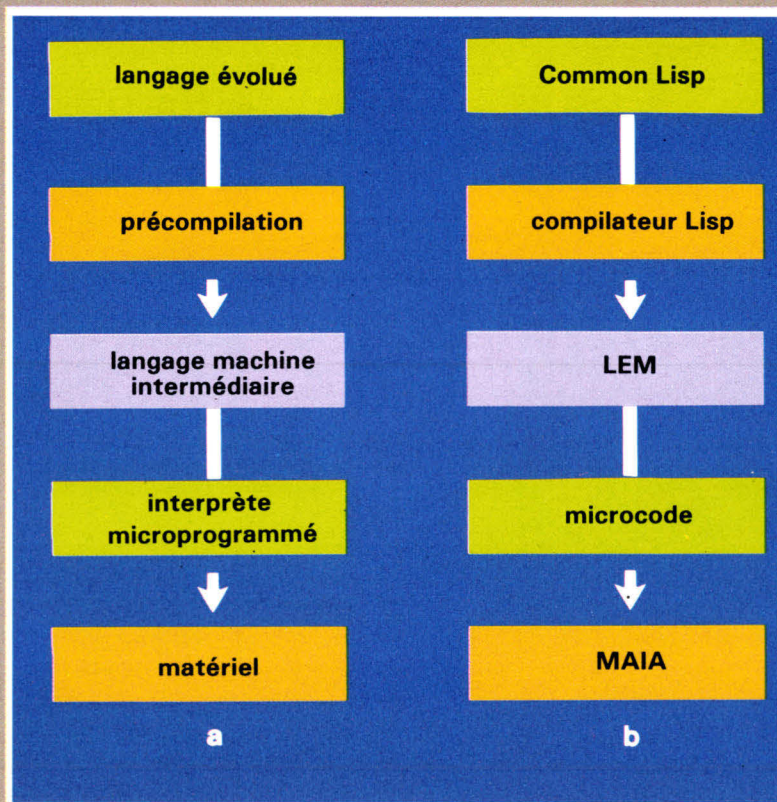 langage évolué
précompilation
langage machine
intermédiaire
interprète
microprogrammé
matériel
a
Common Lisp
compilateur Lisp
LEM
microcode
MAIA
b